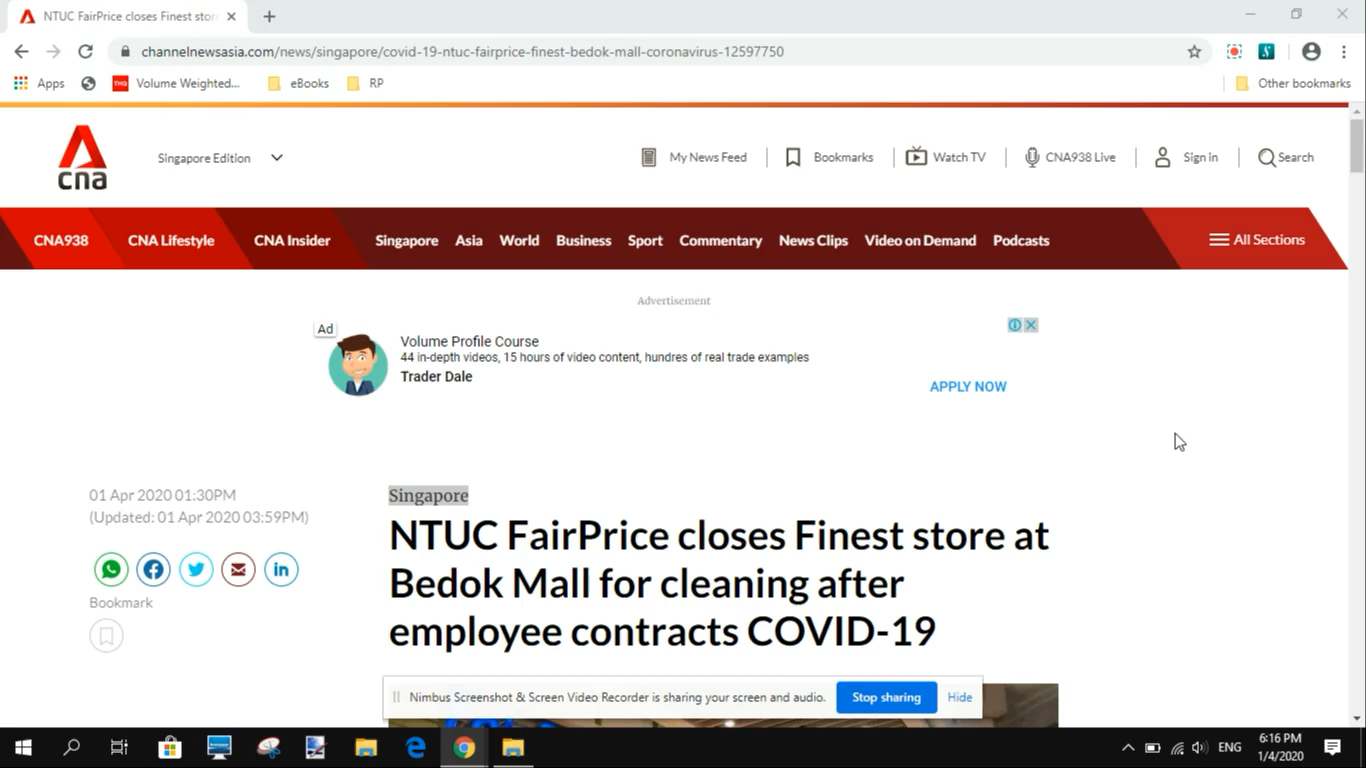 NTUC FairPrice closes Finest stor
channelnewsasia.com/news/singapore/covid-19-ntuc-fairprice-finest-bedok-mall-coronavirus-12597750
Apps
THQ
Volume Weighted...
eBooks
RP
Other bookmarks
cna
Singapore Edition
My News Feed
Bookmarks
Watch TV
CNA938 Live
Sign in
Search
CNA938
CNA Lifestyle
CNA Insider
Singapore
Asia
World
Business
Sport
Commentary
News Clips
Video on Demand
Podcasts
All Sections
Advertisement
Ad
Volume Profile Course
44 in-depth videos, 15 hours of video content, hundres of real trade examples
Trader Dale
APPLY NOW
01 Apr 2020 01:30PM
(Updated: 01 Apr 2020 03:59PM)
Bookmark
Singapore
NTUC FairPrice closes Finest store at
Bedok Mall for cleaning after
employee contracts COVID-19
Nimbus Screenshot & Screen Video Recorder is sharing your screen and audio.
Stop sharing
Hide
ENG
6:16 PM
1/4/2020